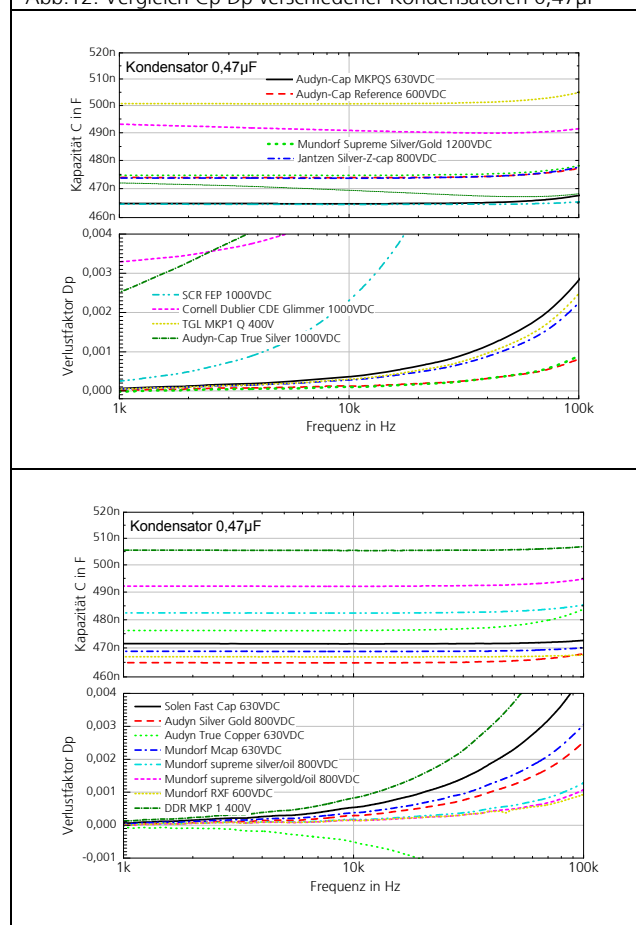 Abb.12: Vergleich Cp Dp verschiedener Kondensatoren 0,47µF
Kondensator 0,47µF
Kapazität C in F
520n
510n
500n
490n
480n
470n
460n
Audyn-Cap MKPQS 630VDC
Audyn-Cap Reference 600VDC
Mundorf Supreme Silver/Gold 1200VDC
Jantzen Silver-Z-cap 800VDC
Verlustfaktor Dp
0,004
0,003
0,002
0,001
0,000
SCR FEP 1000VDC
Cornell Dublier CDE Glimmer 1000VDC
TGL MKP1 Q 400V
Audyn-Cap True Silver 1000VDC
1k
10k
100k
Frequenz in Hz
Kondensator 0,47µF
Kapazität C in F
520n
510n
500n
490n
480n
470n
460n
Verlustfaktor Dp
0,004
0,003
0,002
0,001
0,000
-0,001
Solen Fast Cap 630VDC
Audyn Silver Gold 800VDC
Audyn True Copper 630VDC
Mundorf Mcap 630VDC
Mundorf supreme silver/oil 800VDC
Mundorf supreme silvergold/oil 800VDC
Mundorf RXF 600VDC
DDR MKP 1 400V
1k
10k
100k
Frequenz in Hz